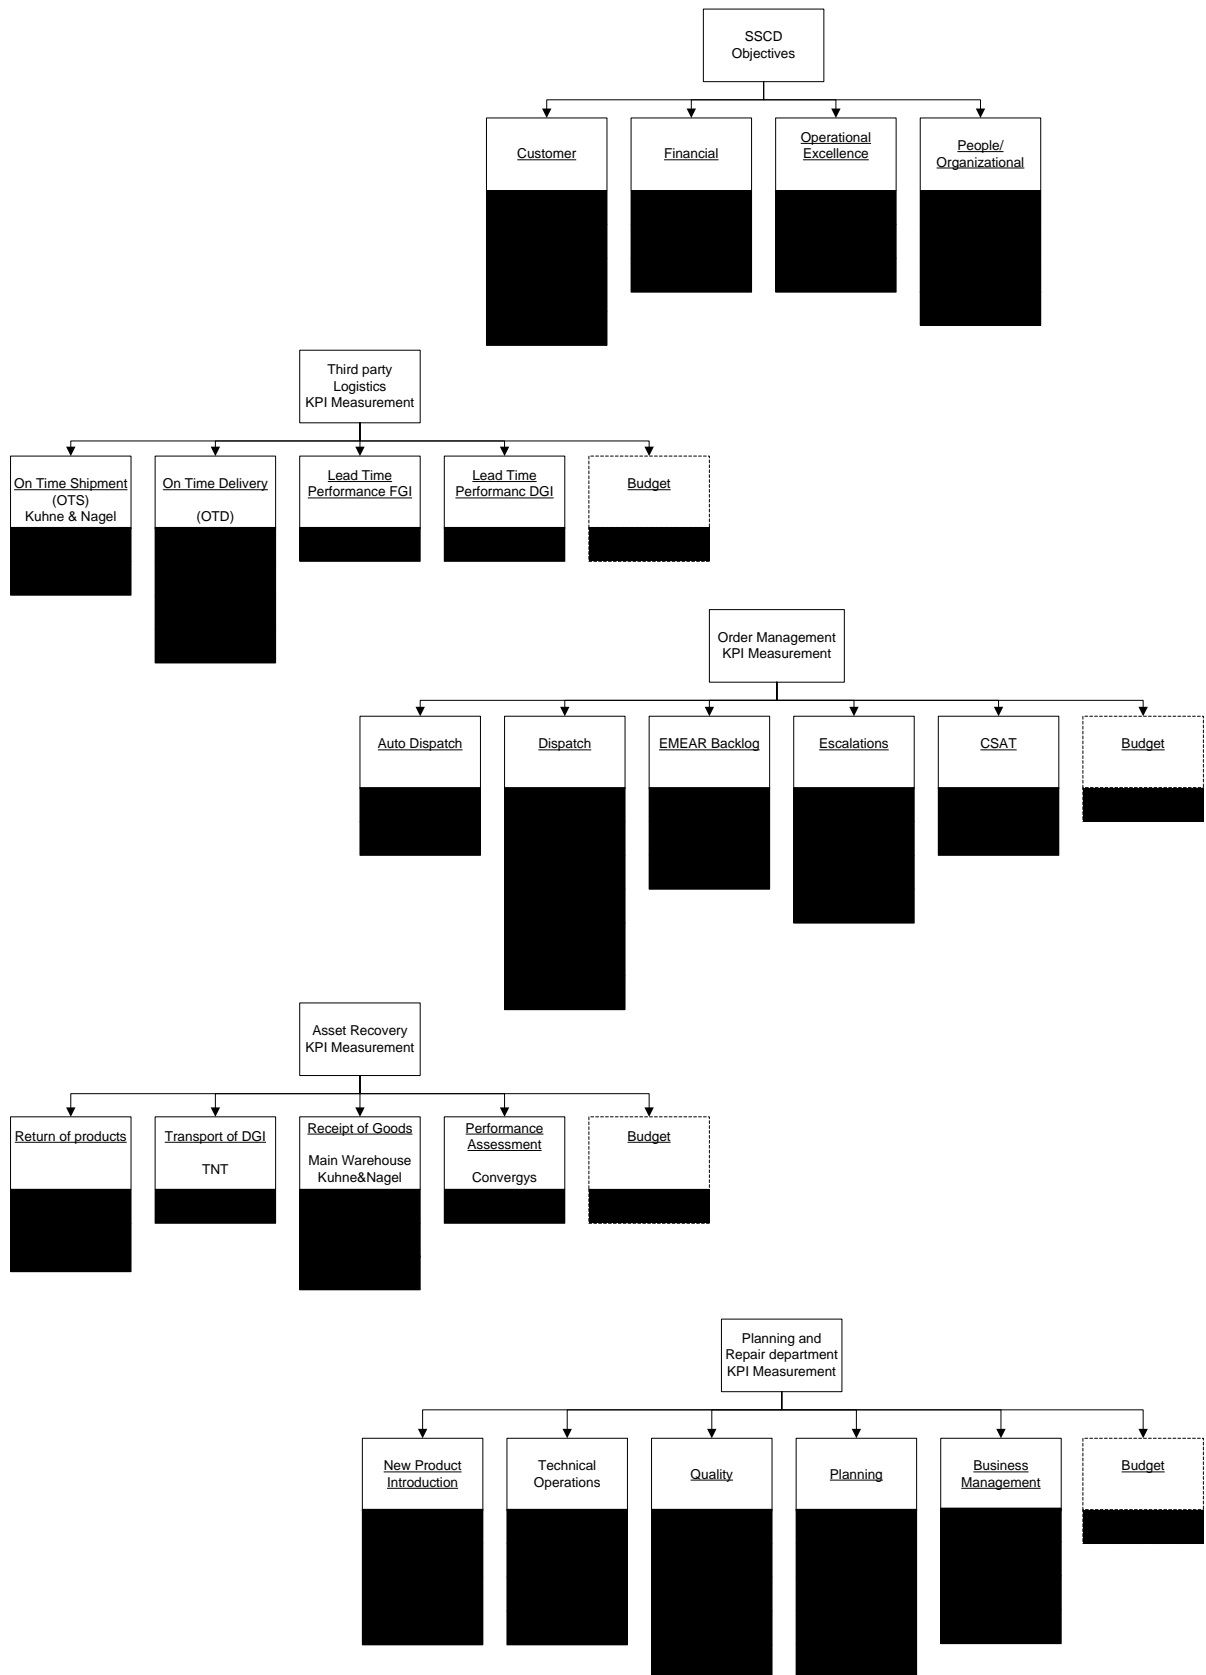 SSCD
Objectives
Customer
Financial
Operational
Excellence
People/
Organizational
Third party
Logistics
KPI Measurement
On Time Shipment
(OTS)
Kuhne & Nagel
On Time Delivery
(OTD)
Lead Time
Performance FGI
Lead Time
Performanc DGI
Budget
Order Management
KPI Measurement
Auto Dispatch
Dispatch
EMEAR Backlog
Escalations
CSAT
Budget
Asset Recovery
KPI Measurement
Return of products
Transport of DGI
TNT
Receipt of Goods
Main Warehouse
Kuhne&Nagel
Performance
Assessment
Convergys
Budget
Planning and
Repair department
KPI Measurement
New Product
Introduction
Technical
Operations
Quality
Planning
Business
Management
Budget